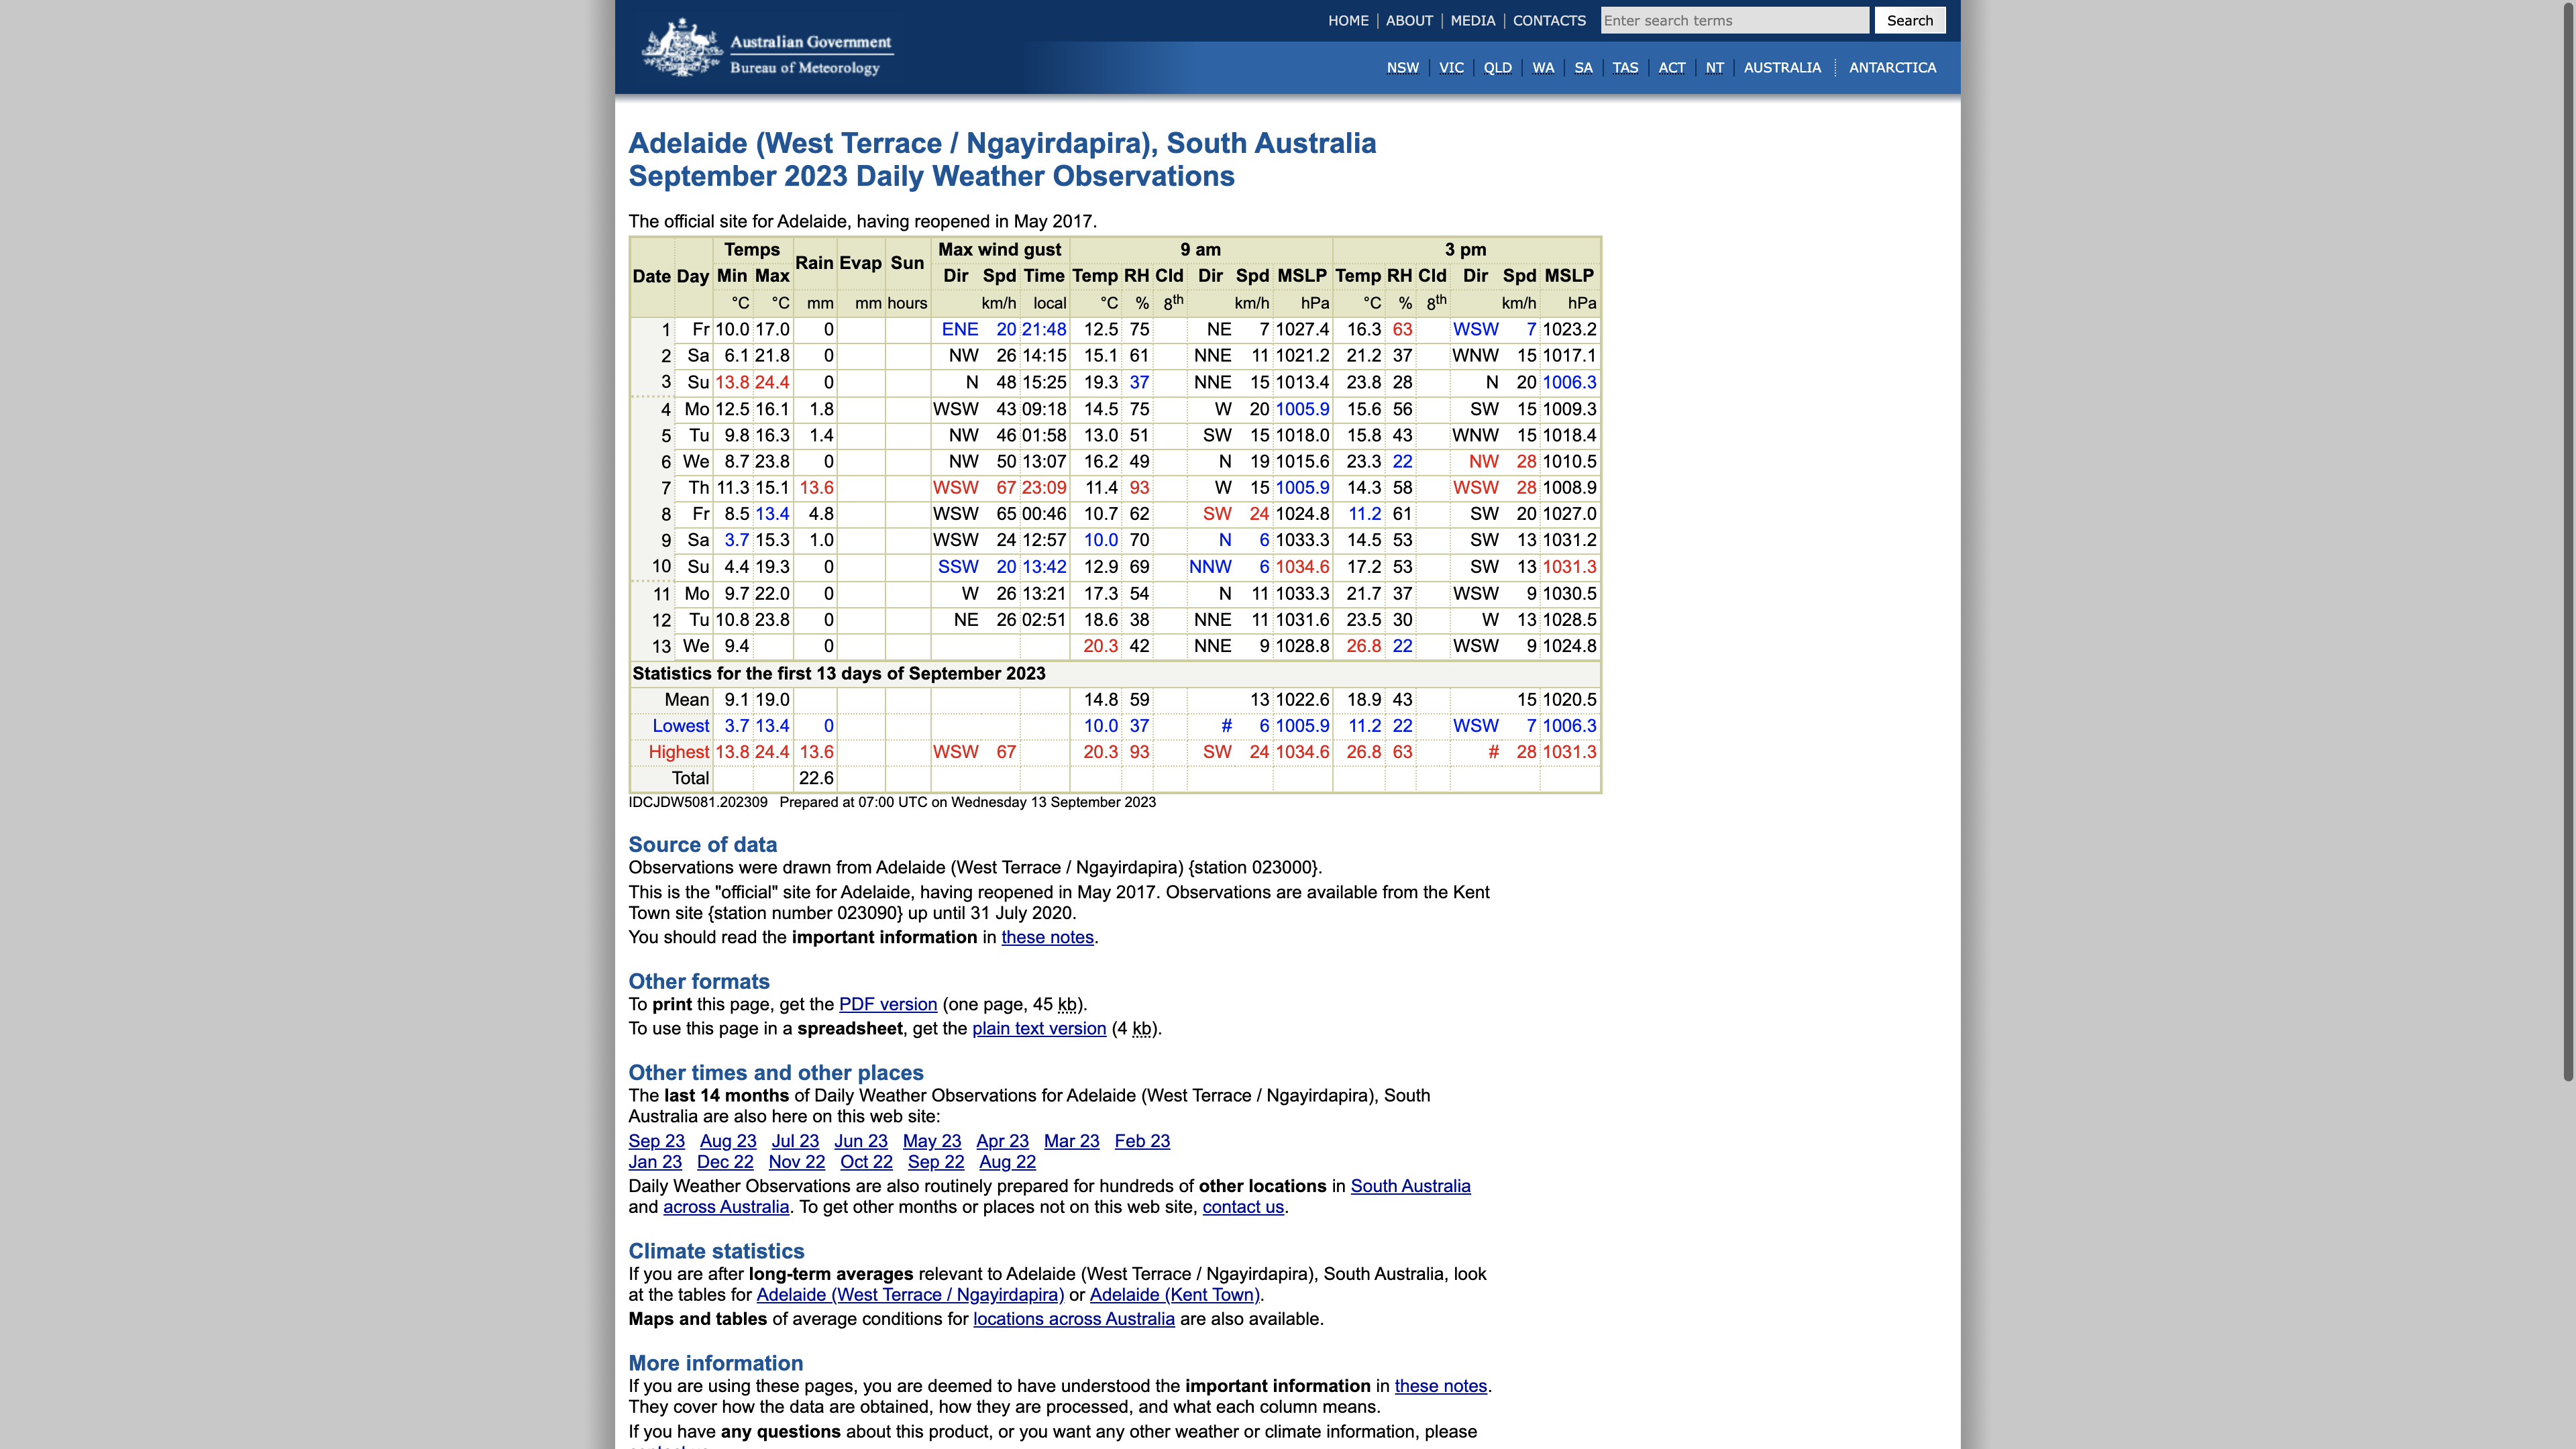 HOME ABOUT MEDIA CONTACTS Enter search terms Search
Australian Government
Bureau of Meteorology
NSW VIC QLD WA SA TAS ACT NT AUSTRALIA ANTARCTICA
Adelaide (West Terrace / Ngayirdapira), South Australia
September 2023 Daily Weather Observations
The official site for Adelaide, having reopened in May 2017.
Date Day Temps Rain Evap Sun Max wind gust 9 am 3 pm
Min Max Dir Spd Time Temp RH Cld Dir Spd MSLP Temp RH Cld Dir Spd MSLP
°C °C mm mm hours km/h local °C % 8th km/h hPa °C % 8th km/h hPa
1 Fr 10.0 17.0 0 ENE 20 21:48 12.5 75 NE 7 1027.4 16.3 63 WSW 7 1023.2
2 Sa 6.1 21.8 0 NW 26 14:15 15.1 61 NNE 11 1021.2 21.2 37 WNW 15 1017.1
3 Su 13.8 24.4 0 N 48 15:25 19.3 37 NNE 15 1013.4 23.8 28 N 20 1006.3
4 Mo 12.5 16.1 1.8 WSW 43 09:18 14.5 75 W 20 1005.9 15.6 56 SW 15 1009.3
5 Tu 9.8 16.3 1.4 NW 46 01:58 13.0 51 SW 15 1018.0 15.8 43 WNW 15 1018.4
6 We 8.7 23.8 0 NW 50 13:07 16.2 49 N 19 1015.6 23.3 22 NW 28 1010.5
7 Th 11.3 15.1 13.6 WSW 67 23:09 11.4 93 W 15 1005.9 14.3 58 WSW 28 1008.9
8 Fr 8.5 13.4 4.8 WSW 65 00:46 10.7 62 SW 24 1024.8 11.2 61 SW 20 1027.0
9 Sa 3.7 15.3 1.0 WSW 24 12:57 10.0 70 N 6 1033.3 14.5 53 SW 13 1031.2
10 Su 4.4 19.3 0 SSW 20 13:42 12.9 69 NNW 6 1034.6 17.2 53 SW 13 1031.3
11 Mo 9.7 22.0 0 W 26 13:21 17.3 54 N 11 1033.3 21.7 37 WSW 9 1030.5
12 Tu 10.8 23.8 0 NE 26 02:51 18.6 38 NNE 11 1031.6 23.5 30 W 13 1028.5
13 We 9.4 0 20.3 42 NNE 9 1028.8 26.8 22 WSW 9 1024.8
Statistics for the first 13 days of September 2023
Mean 9.1 19.0 14.8 59 13 1022.6 18.9 43 15 1020.5
Lowest 3.7 13.4 0 10.0 37 # 6 1005.9 11.2 22 WSW 7 1006.3
Highest 13.8 24.4 13.6 WSW 67 20.3 93 SW 24 1034.6 26.8 63 # 28 1031.3
Total 22.6
IDCJDW5081.202309 Prepared at 07:00 UTC on Wednesday 13 September 2023
Source of data
Observations were drawn from Adelaide (West Terrace / Ngayirdapira) {station 023000}.
This is the "official" site for Adelaide, having reopened in May 2017. Observations are available from the Kent
Town site {station number 023090} up until 31 July 2020.
You should read the important information in these notes.
Other formats
To print this page, get the PDF version (one page, 45 kb).
To use this page in a spreadsheet, get the plain text version (4 kb).
Other times and other places
The last 14 months of Daily Weather Observations for Adelaide (West Terrace / Ngayirdapira), South
Australia are also here on this web site:
Sep 23 Aug 23 Jul 23 Jun 23 May 23 Apr 23 Mar 23 Feb 23
Jan 23 Dec 22 Nov 22 Oct 22 Sep 22 Aug 22
Daily Weather Observations are also routinely prepared for hundreds of other locations in South Australia
and across Australia. To get other months or places not on this web site, contact us.
Climate statistics
If you are after long-term averages relevant to Adelaide (West Terrace / Ngayirdapira), South Australia, look
at the tables for Adelaide (West Terrace / Ngayirdapira) or Adelaide (Kent Town).
Maps and tables of average conditions for locations across Australia are also available.
More information
If you are using these pages, you are deemed to have understood the important information in these notes.
They cover how the data are obtained, how they are processed, and what each column means.
If you have any questions about this product, or you want any other weather or climate information, please